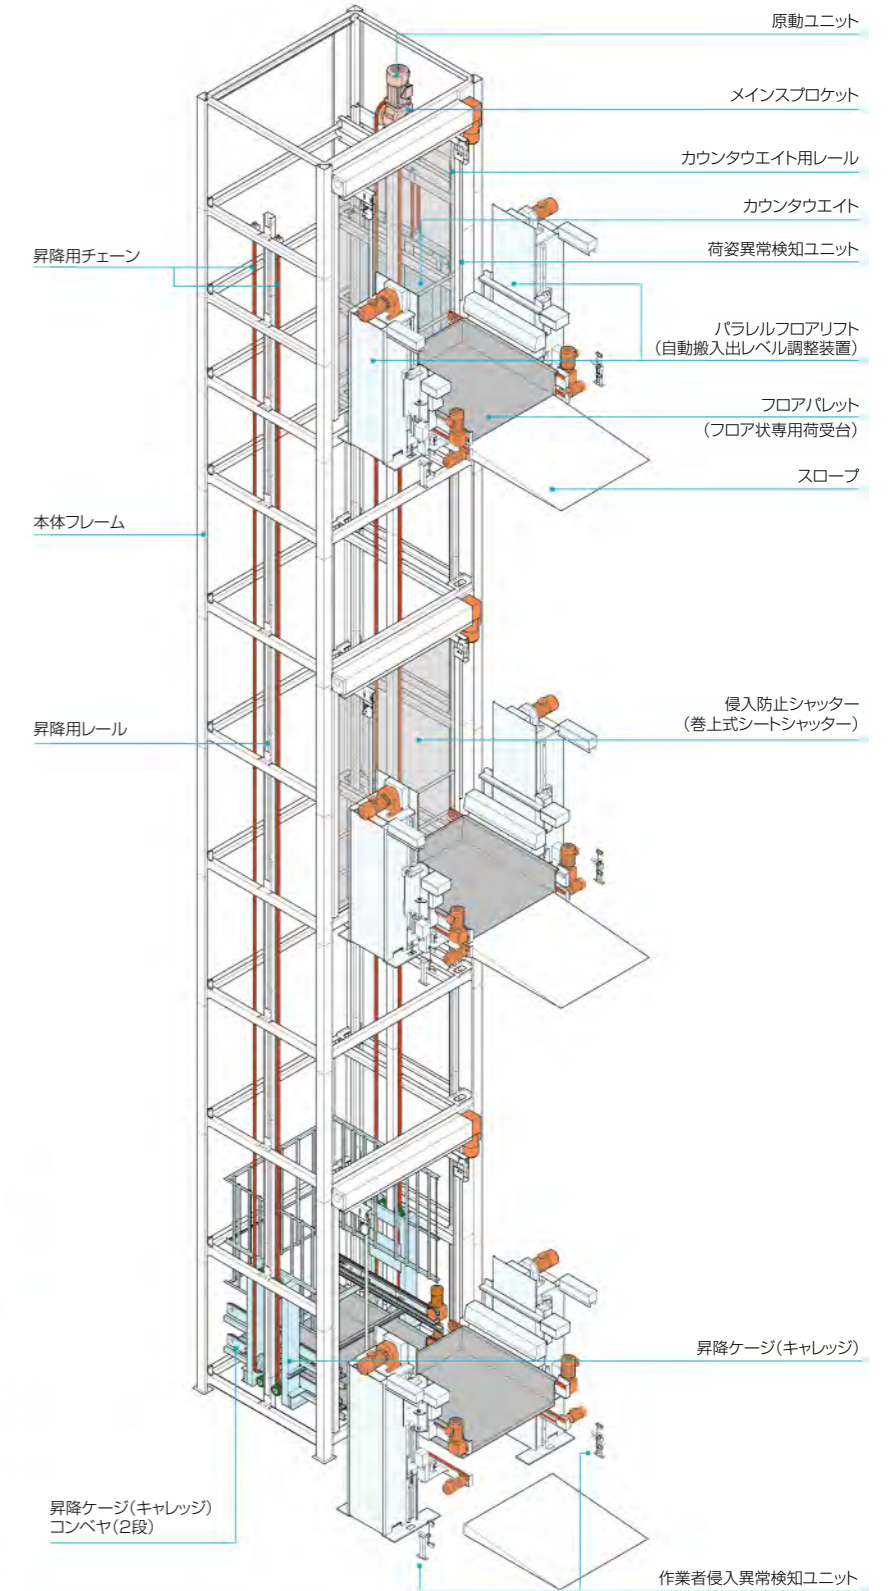 原動ユニット
メインスプロケット
カウンタウエイト用レール
カウンタウエイト
荷姿異常検知ユニット
昇降用チェーン
パラレルフロアリフト
(自動搬入出レベル調整装置)
フロアパレット
(フロア状専用荷受台)
スロープ
本体フレーム
侵入防止シャッター
(巻上式シートシャッター)
昇降用レール
昇降ケージ(キャレッジ)
昇降ケージ(キャレッジ)
コンベヤ(2段)
作業者侵入異常検知ユニット